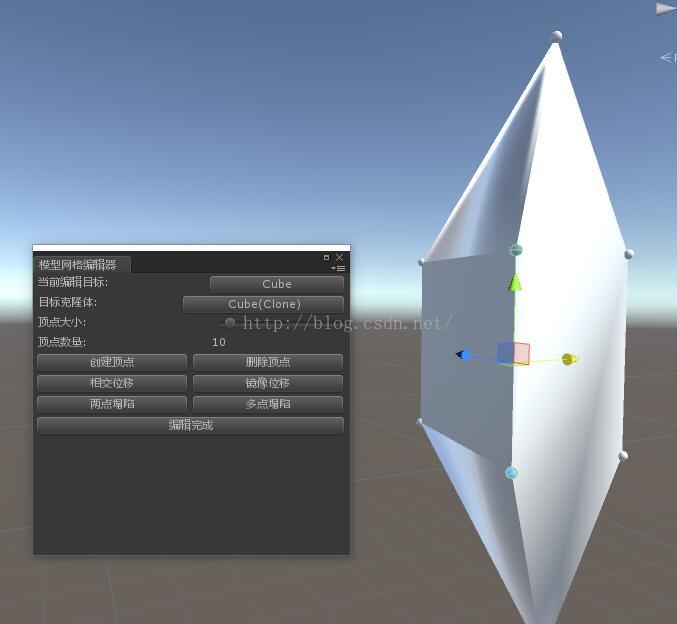 模型网格编辑器
当前编辑目标: Cube
目标克隆体: Cube(Clone)
顶点大小:
http://blog.csdn.net/
顶点数量: 10
创建顶点 删除顶点
相交位移 镜像位移
两点塌陷 多点塌陷
编辑完成